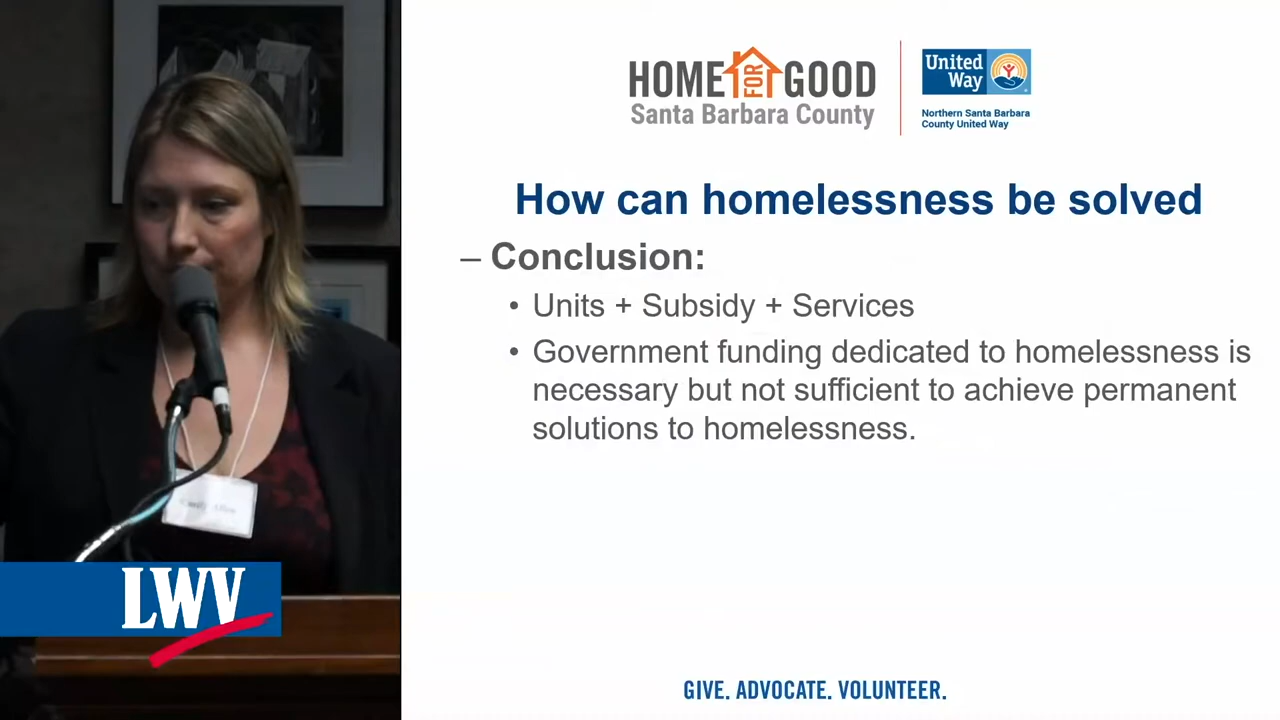 HOME FOR GOOD
Santa Barbara County
United
Way
Northern Santa Barbara
County United Way
How can homelessness be solved
– Conclusion:
• Units + Subsidy + Services
• Government funding dedicated to homelessness is
necessary but not sufficient to achieve permanent
solutions to homelessness.
LWV
GIVE. ADVOCATE. VOLUNTEER.